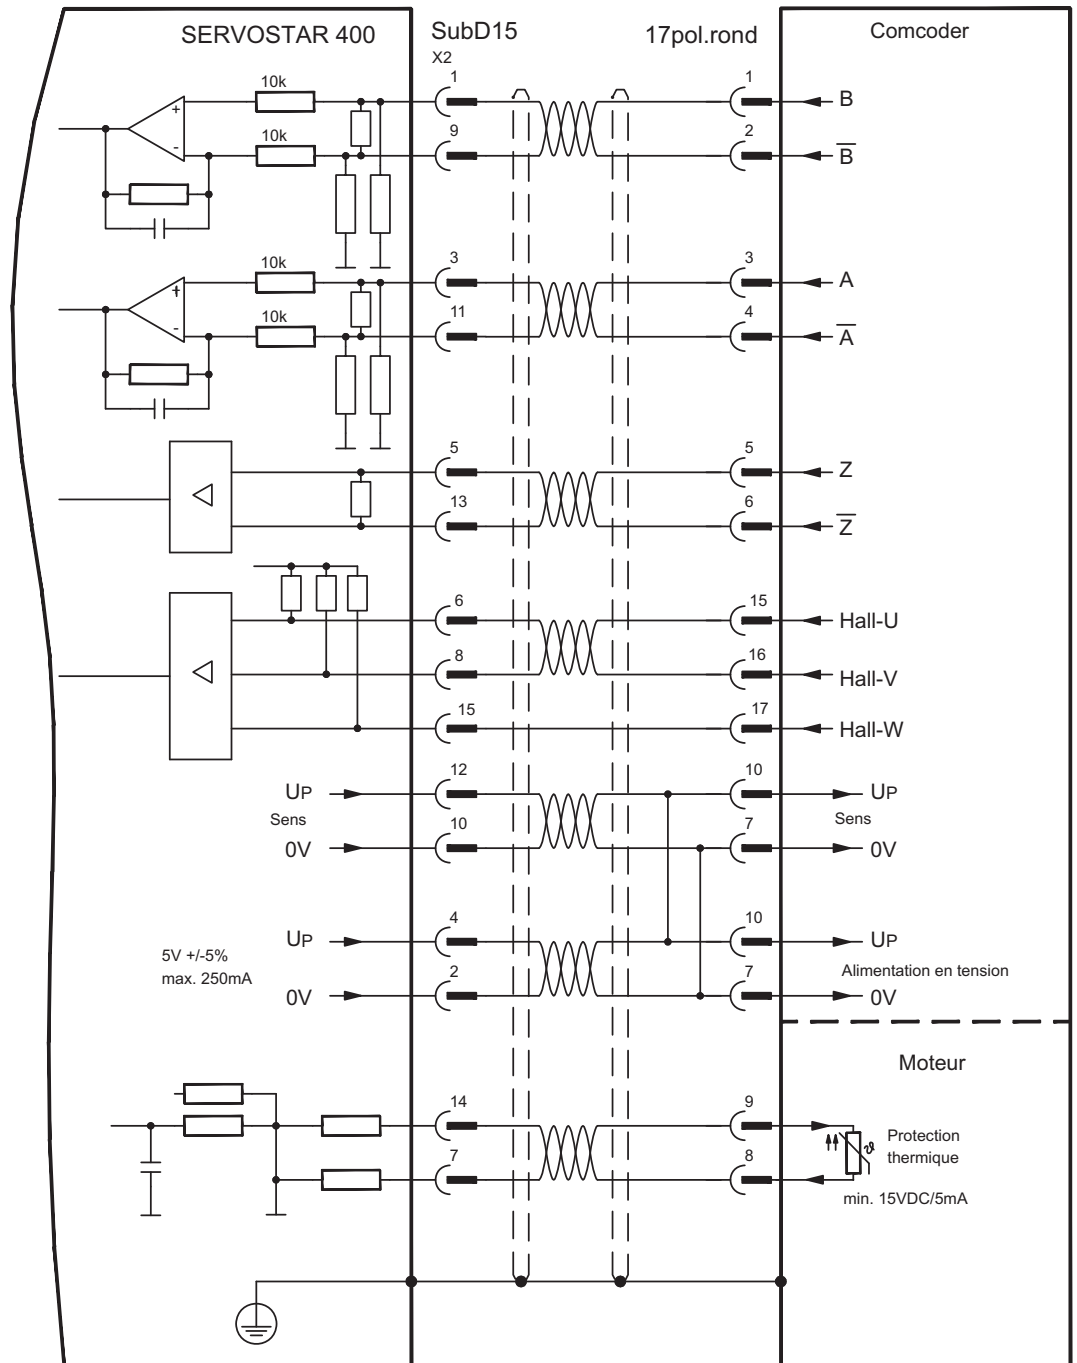 SERVOSTAR 400
SubD15
17pol.rond
Comcoder
X2
10k
1
1
B
+
10k
9
2
B̅
-
10k
3
3
A
+
10k
11
4
A̅
-
5
5
Z
13
6
Z̅
6
15
Hall-U
8
16
Hall-V
15
17
Hall-W
UP
12
10
UP
Sens
Sens
0V
10
7
0V
UP
4
10
UP
5V +/-5%
max. 250mA
Alimentation en tension
0V
2
7
0V
Moteur
14
9
Protection
thermique
ϑ
7
8
min. 15VDC/5mA